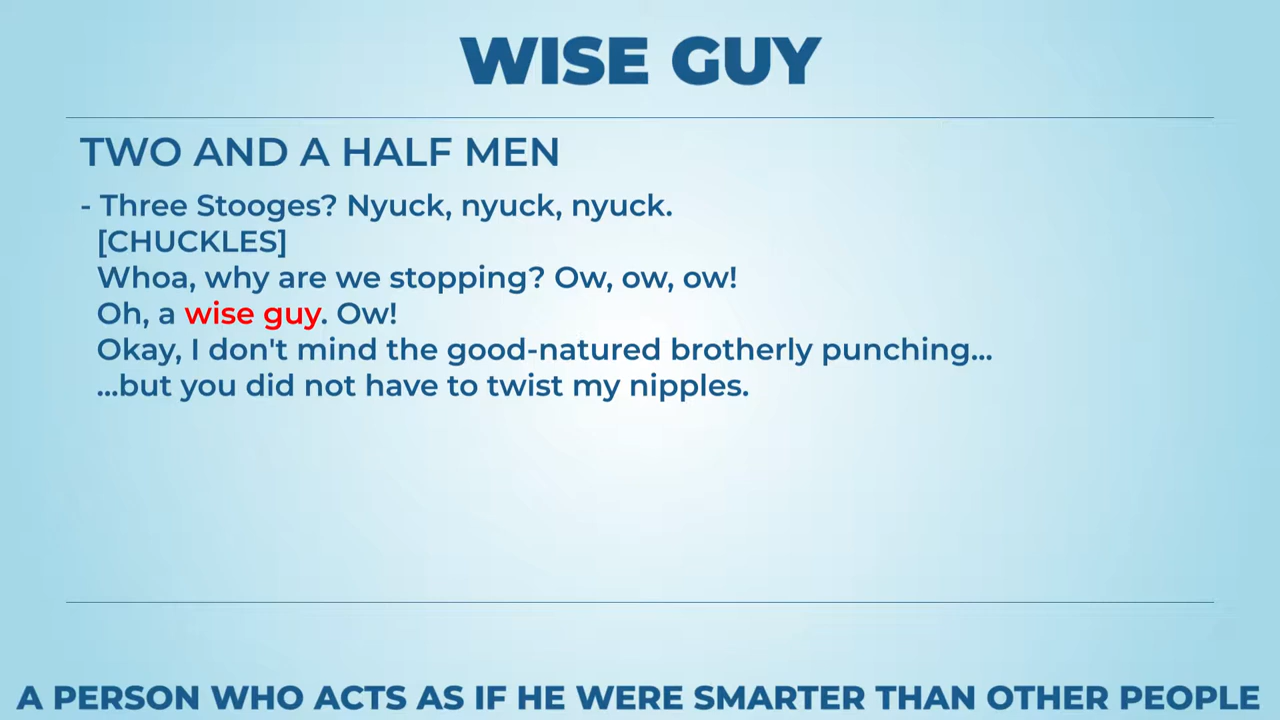 WISE GUY
TWO AND A HALF MEN
- Three Stooges? Nyuck, nyuck, nyuck.
[CHUCKLES]
Whoa, why are we stopping? Ow, ow, ow!
Oh, a wise guy. Ow!
Okay, I don't mind the good-natured brotherly punching...
...but you did not have to twist my nipples.
A PERSON WHO ACTS AS IF HE WERE SMARTER THAN OTHER PEOPLE